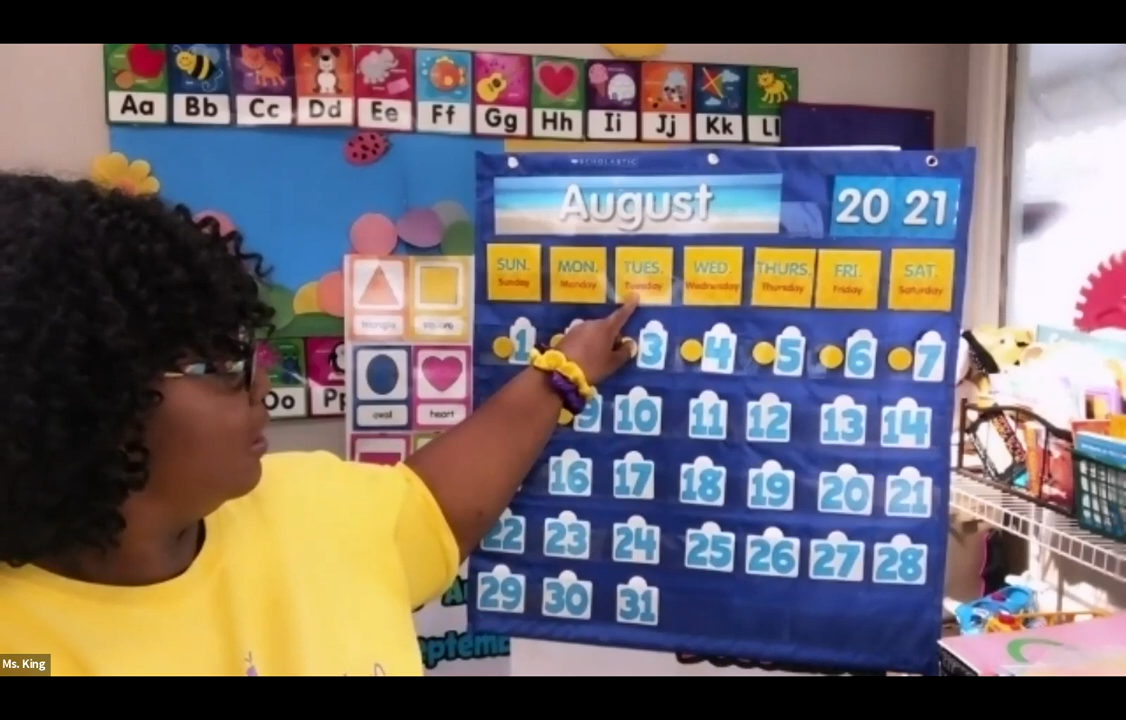 Aa Bb Cc Dd Ee Ff Gg Hh Ii Jj Kk Ll
SCHOLASTIC
August 20 21
SUN. MON. TUES. WED. THURS. FRI. SAT.
Sunday Monday Tuesday Wednesday Thursday Friday Saturday
triangle square
1 3 4 5 6 7
Oo Pp
oval heart
9 10 11 12 13 14
16 17 18 19 20 21
22 23 24 25 26 27 28
29 30 31
eptemb
Ms. King